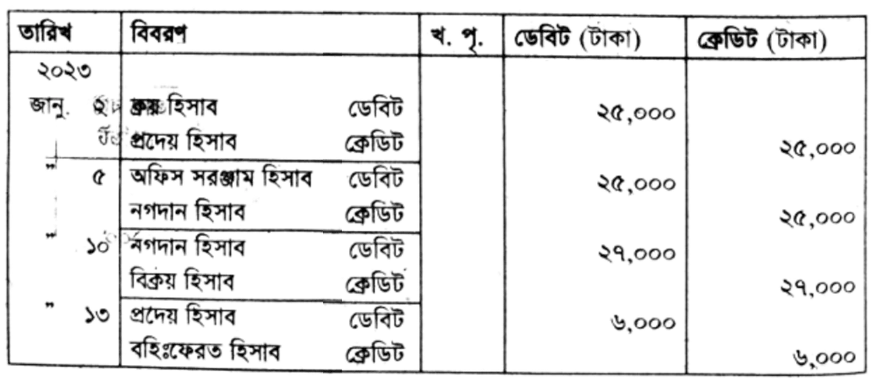 তারিখ বিবরণ খ. পৃ. ডেবিট (টাকা) ক্রেডিট (টাকা)
২০২৩
জানু. ২ ক্রয় হিসাব ডেবিট ২৫,০০০
প্রদেয় হিসাব ক্রেডিট ২৫,০০০
" ৫ অফিস সরঞ্জাম হিসাব ডেবিট ২৫,০০০
নগদান হিসাব ক্রেডিট ২৫,০০০
" ১০ নগদান হিসাব ডেবিট ২৭,০০০
বিক্রয় হিসাব ক্রেডিট ২৭,০০০
" ১৩ প্রদেয় হিসাব ডেবিট ৬,০০০
বহিঃফেরত হিসাব ক্রেডিট ৬,০০০